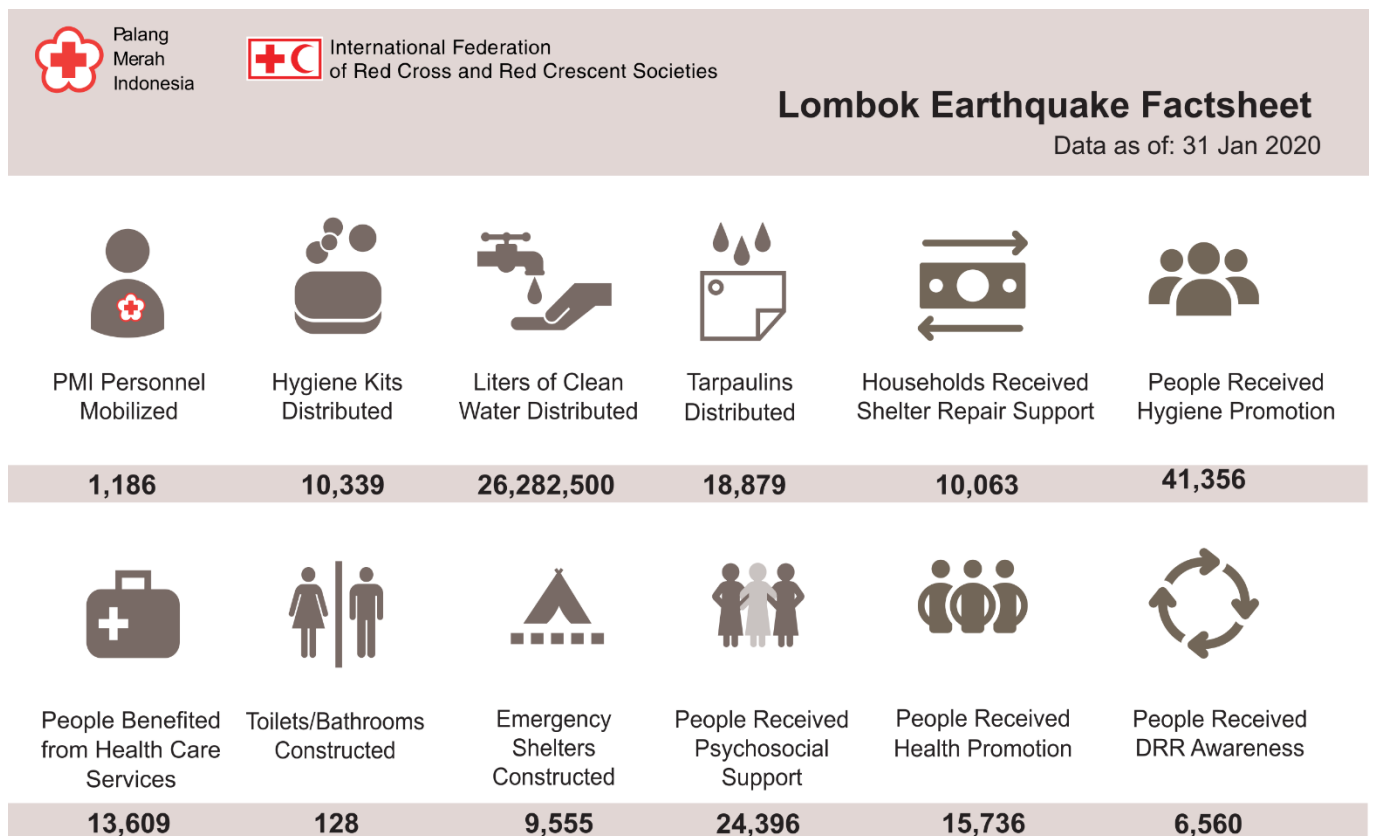 Palang
Merah
Indonesia
International Federation
of Red Cross and Red Crescent Societies
Lombok Earthquake Factsheet
Data as of: 31 Jan 2020
PMI Personnel
Mobilized
Hygiene Kits
Distributed
Liters of Clean
Water Distributed
Tarpaulins
Distributed
Households Received
Shelter Repair Support
People Received
Hygiene Promotion
1,186
10,339
26,282,500
18,879
10,063
41,356
People Benefited
from Health Care
Services
Toilets/Bathrooms
Constructed
Emergency
Shelters
Constructed
People Received
Psychosocial
Support
People Received
Health Promotion
People Received
DRR Awareness
13,609
128
9,555
24,396
15,736
6,560